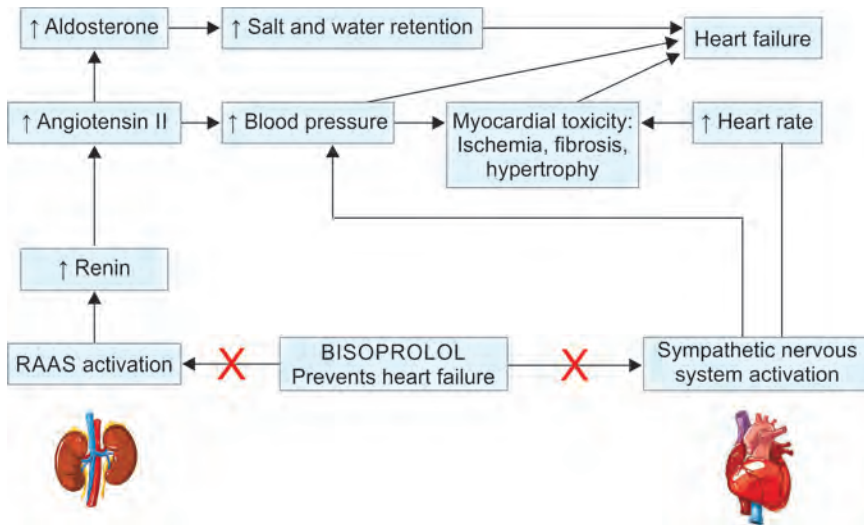 ↑ Aldosterone
↑ Salt and water retention
Heart failure
↑ Angiotensin II
↑ Blood pressure
Myocardial toxicity:
Ischemia, fibrosis,
hypertrophy
↑ Heart rate
↑ Renin
RAAS activation
BISOPROLOL
Prevents heart failure
Sympathetic nervous
system activation